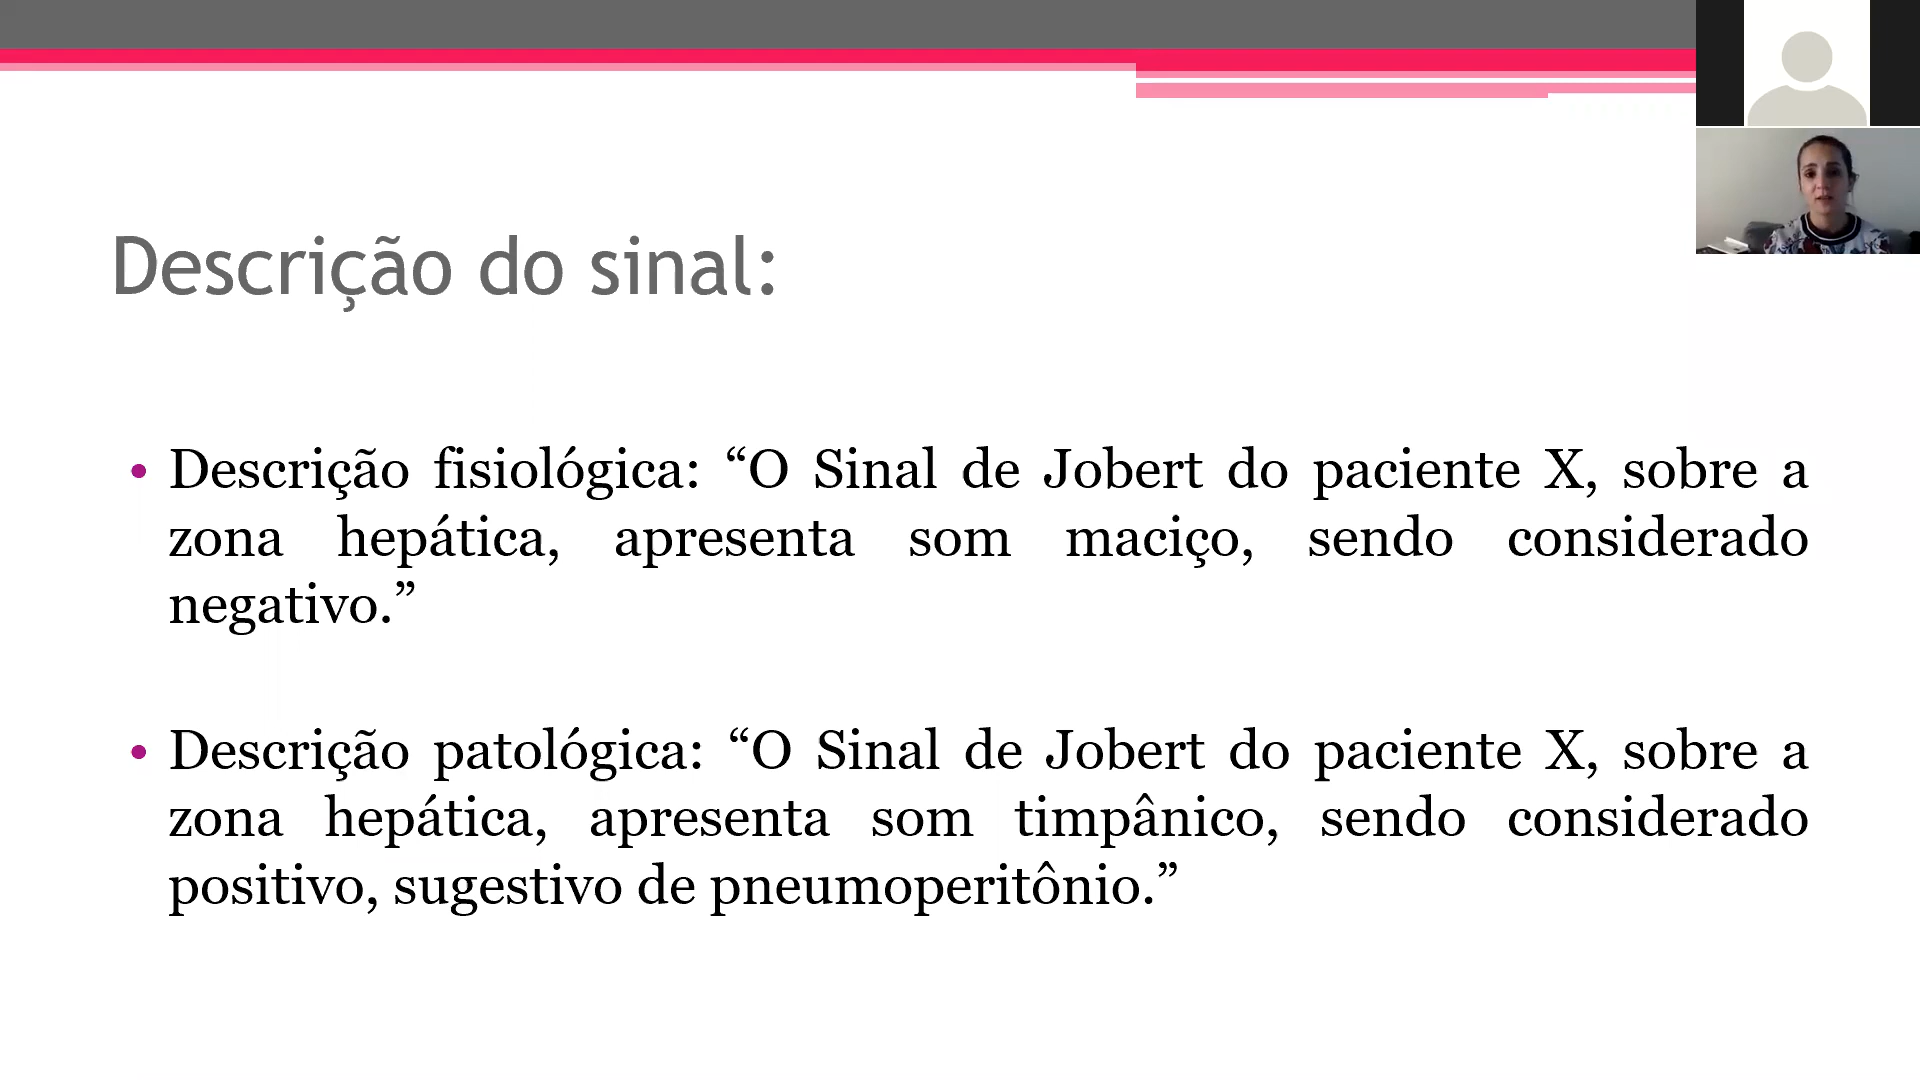 Descrição do sinal:
• Descrição fisiológica: “O Sinal de Jobert do paciente X, sobre a
zona hepática, apresenta som maciço, sendo considerado
negativo.”
• Descrição patológica: “O Sinal de Jobert do paciente X, sobre a
zona hepática, apresenta som timpânico, sendo considerado
positivo, sugestivo de pneumoperitônio.”